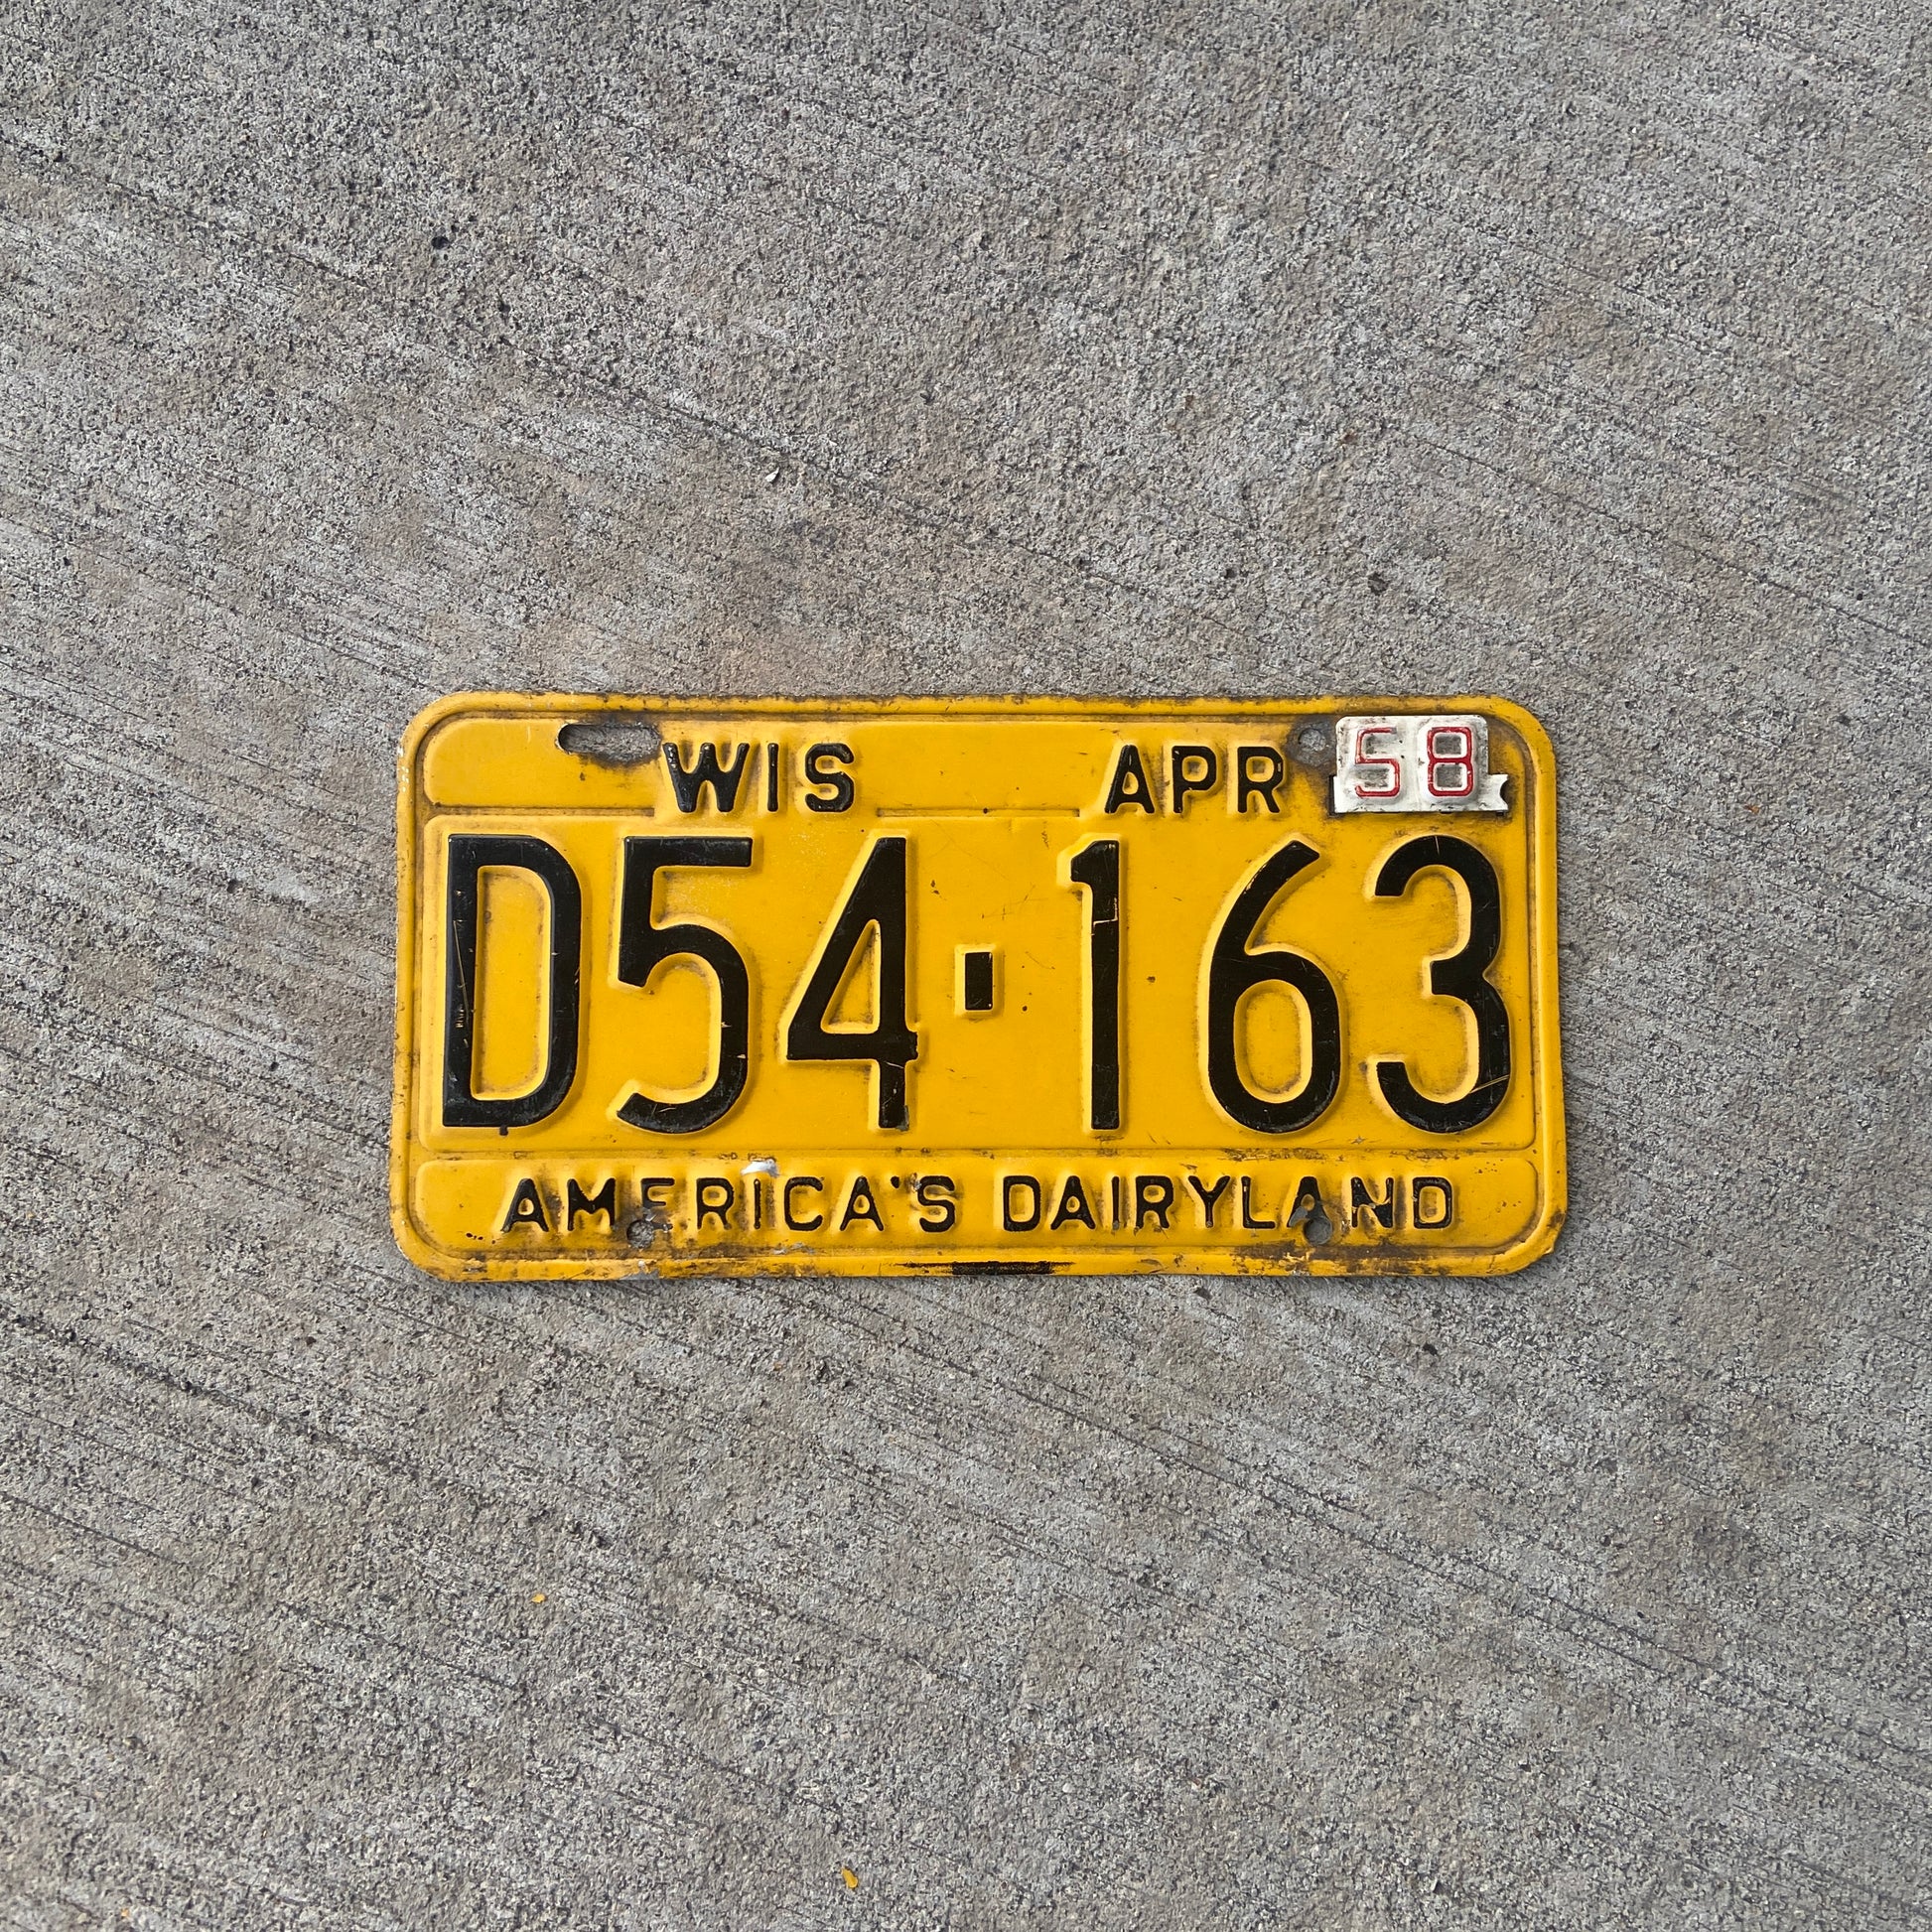 WIS APR 58
D54-163
AMERICA'S DAIRYLAND